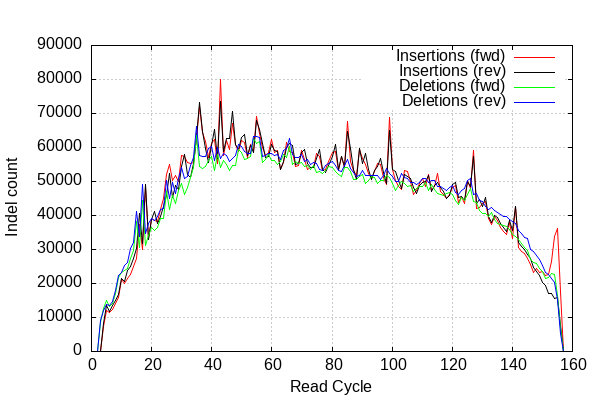 90000
80000
70000
60000
50000
40000
30000
20000
10000
0
Indel count
Insertions (fwd)
Insertions (rev)
Deletions (fwd)
Deletions (rev)
0 20 40 60 80 100 120 140 160
Read Cycle